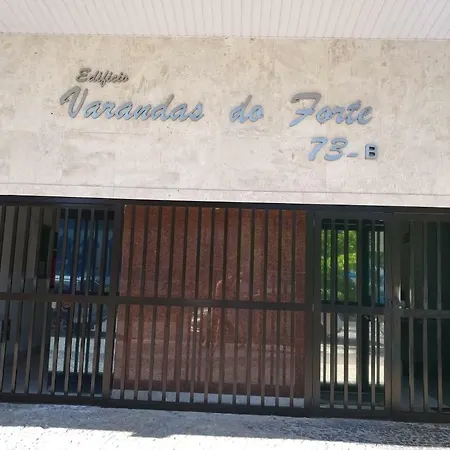 Edifício
Varandas do Forte
73-B